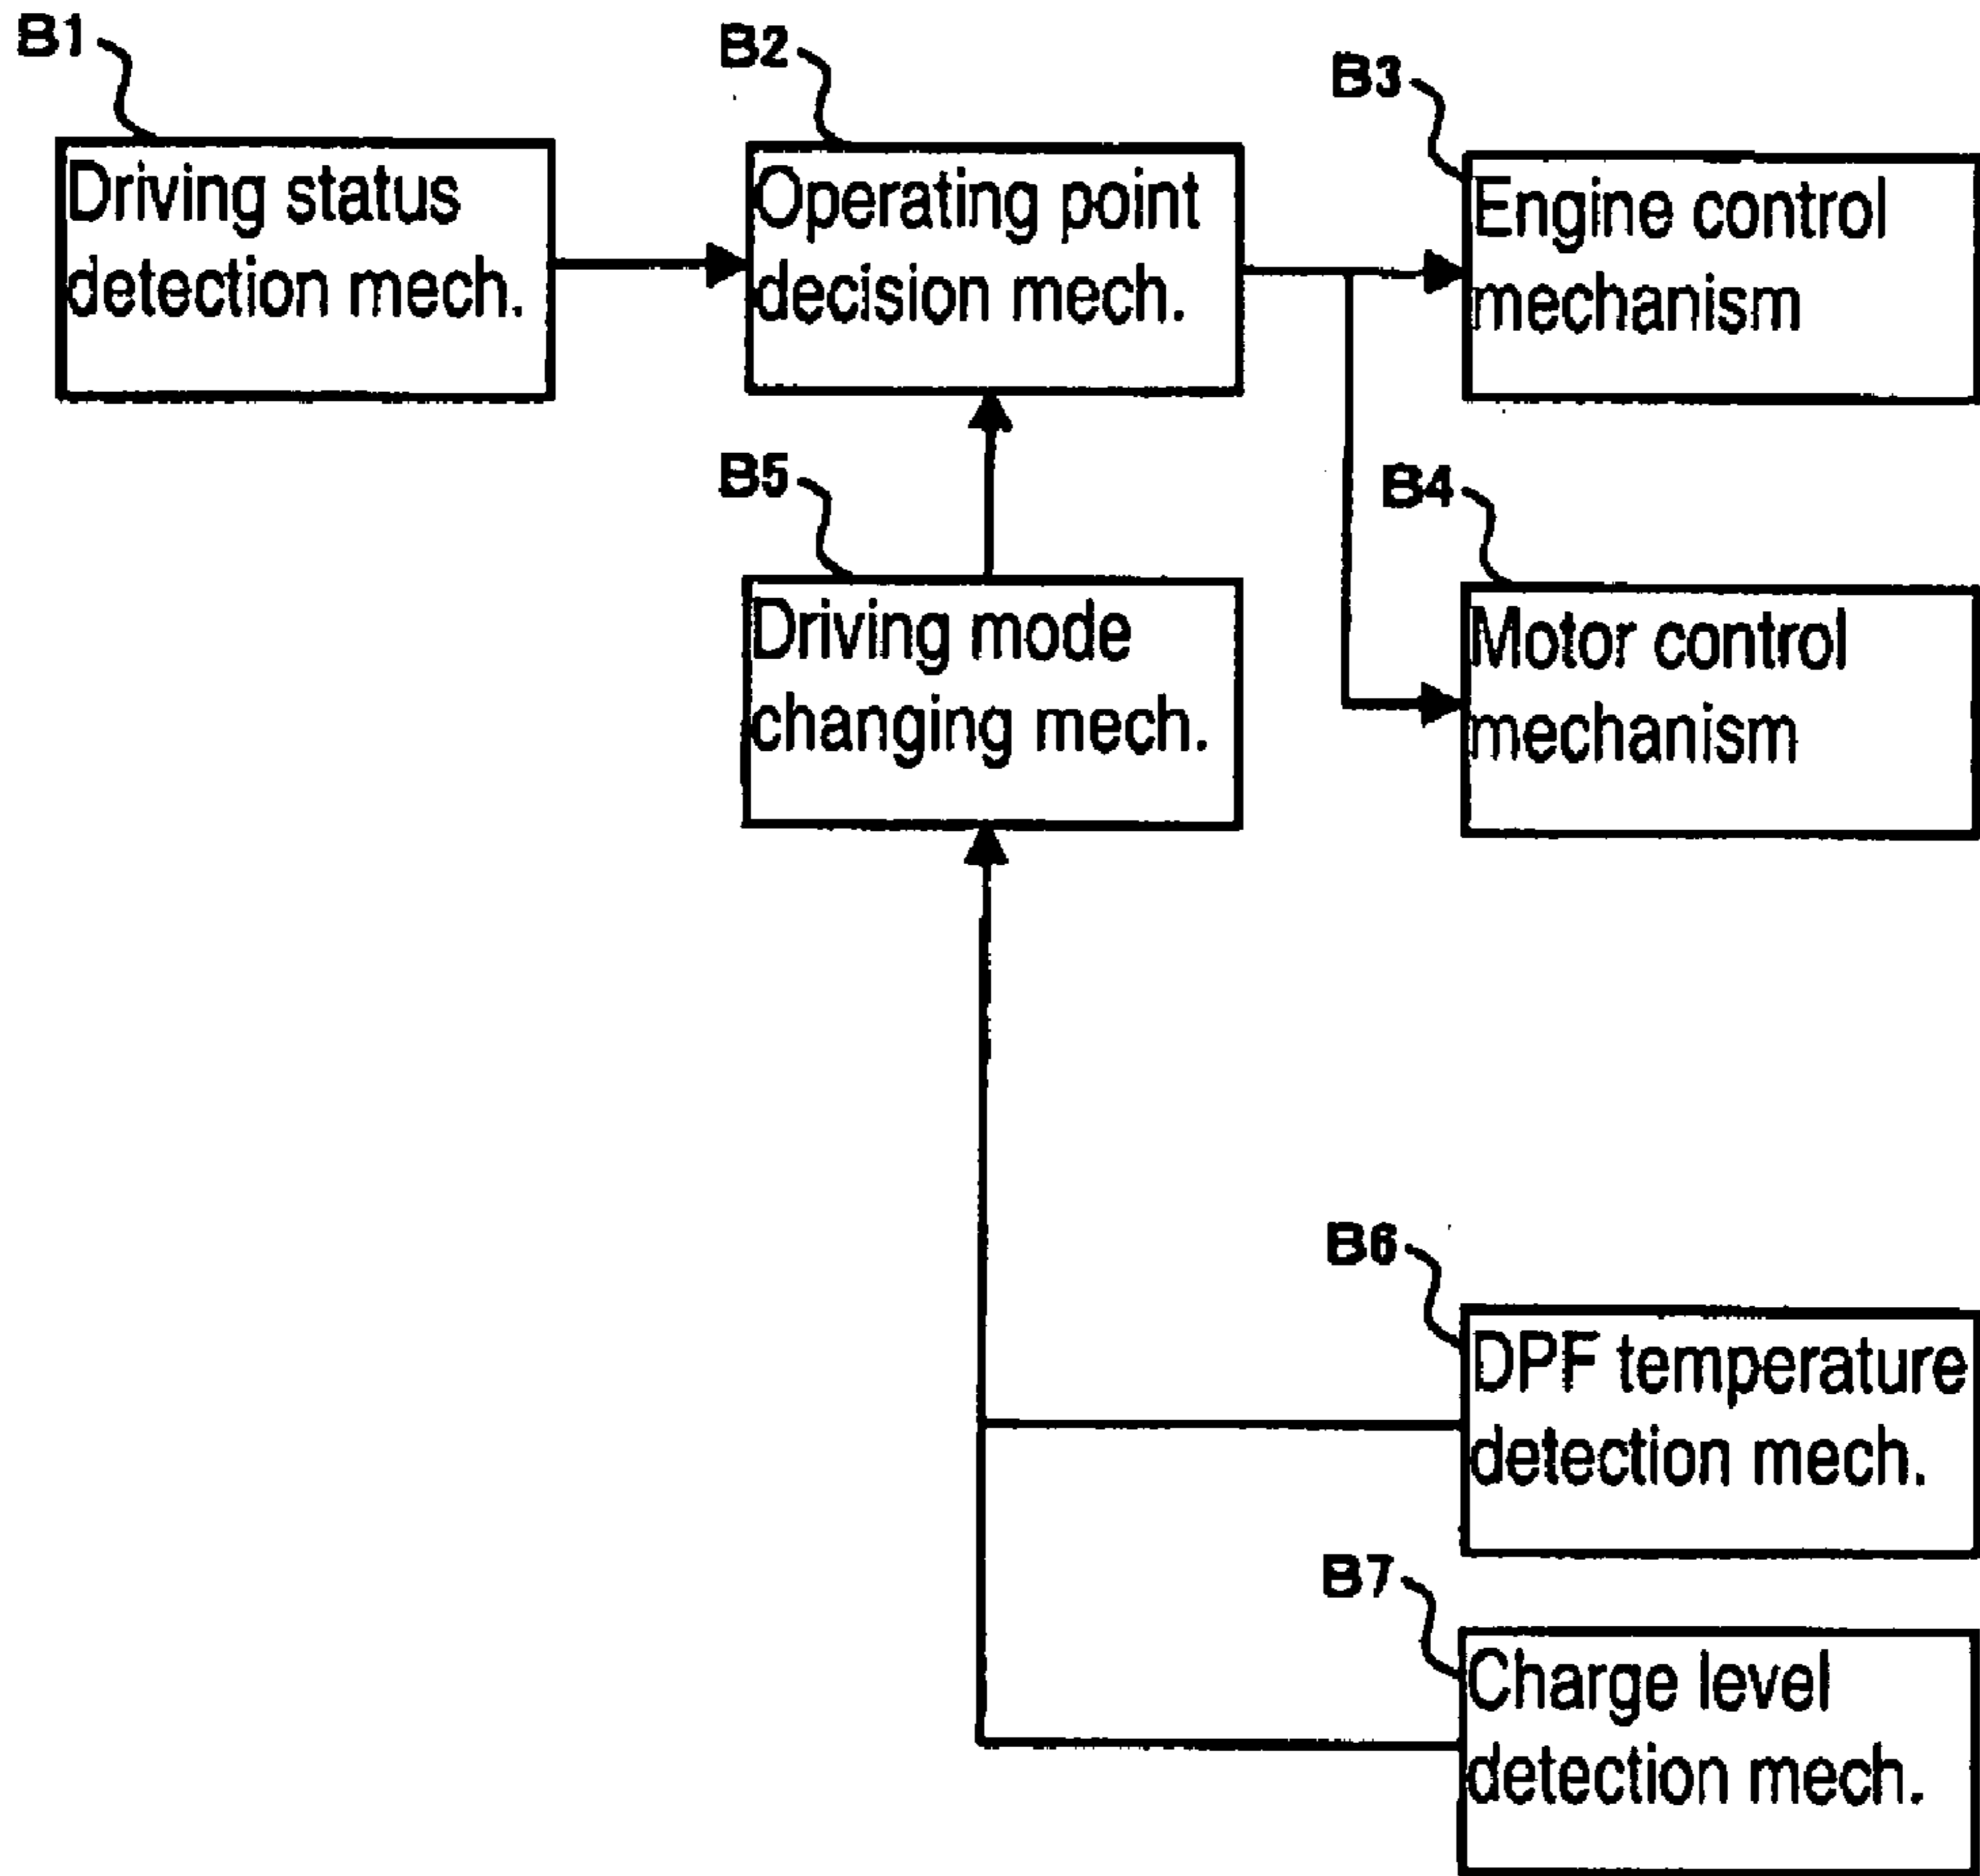 B1
Driving status
detection mech.
B2
Operating point
decision mech.
B3
Engine control
mechanism
B4
Motor control
mechanism
B5
Driving mode
changing mech.
B6
DPF temperature
detection mech.
B7
Charge level
detection mech.